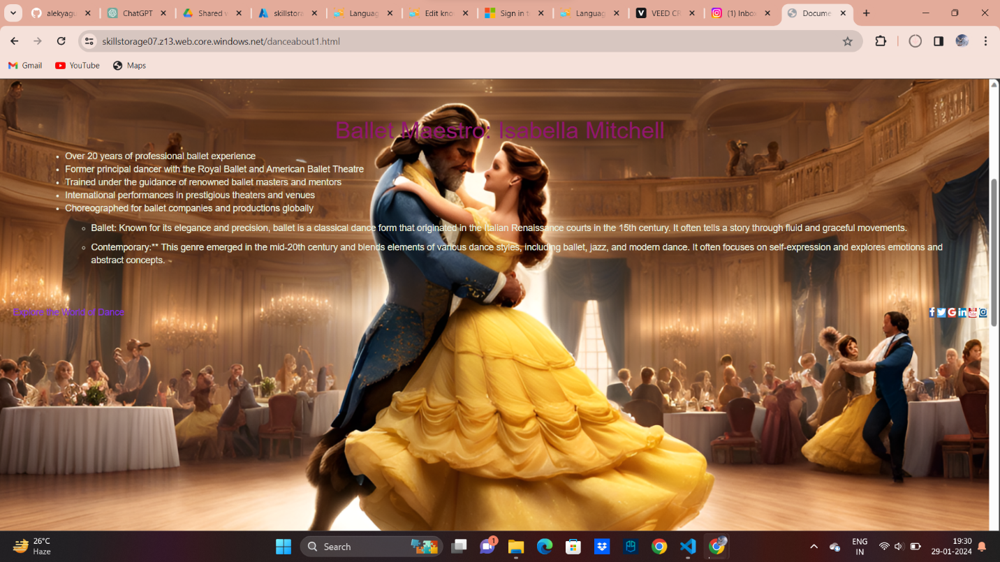 alekyagu
ChatGPT
Shared w
skillstora
Languag
Edit kno
Sign in t
Languag
VEED CR
(1) Inbox
Docume
skillstorage07.z13.web.core.windows.net/danceabout1.html
Gmail
YouTube
Maps
Ballet Maestro: Isabella Mitchell
Over 20 years of professional ballet experience
Former principal dancer with the Royal Ballet and American Ballet Theatre
Trained under the guidance of renowned ballet masters and mentors
International performances in prestigious theaters and venues
Choreographed for ballet companies and productions globally
Ballet: Known for its elegance and precision, ballet is a classical dance form that originated in the Italian Renaissance courts in the 15th century. It often tells a story through fluid and graceful movements.
Contemporary:** This genre emerged in the mid-20th century and blends elements of various dance styles, including ballet, jazz, and modern dance. It often focuses on self-expression and explores emotions and
abstract concepts.
Explore the World of Dance
26°C
Haze
Search
1
ENG
IN
19:30
29-01-2024